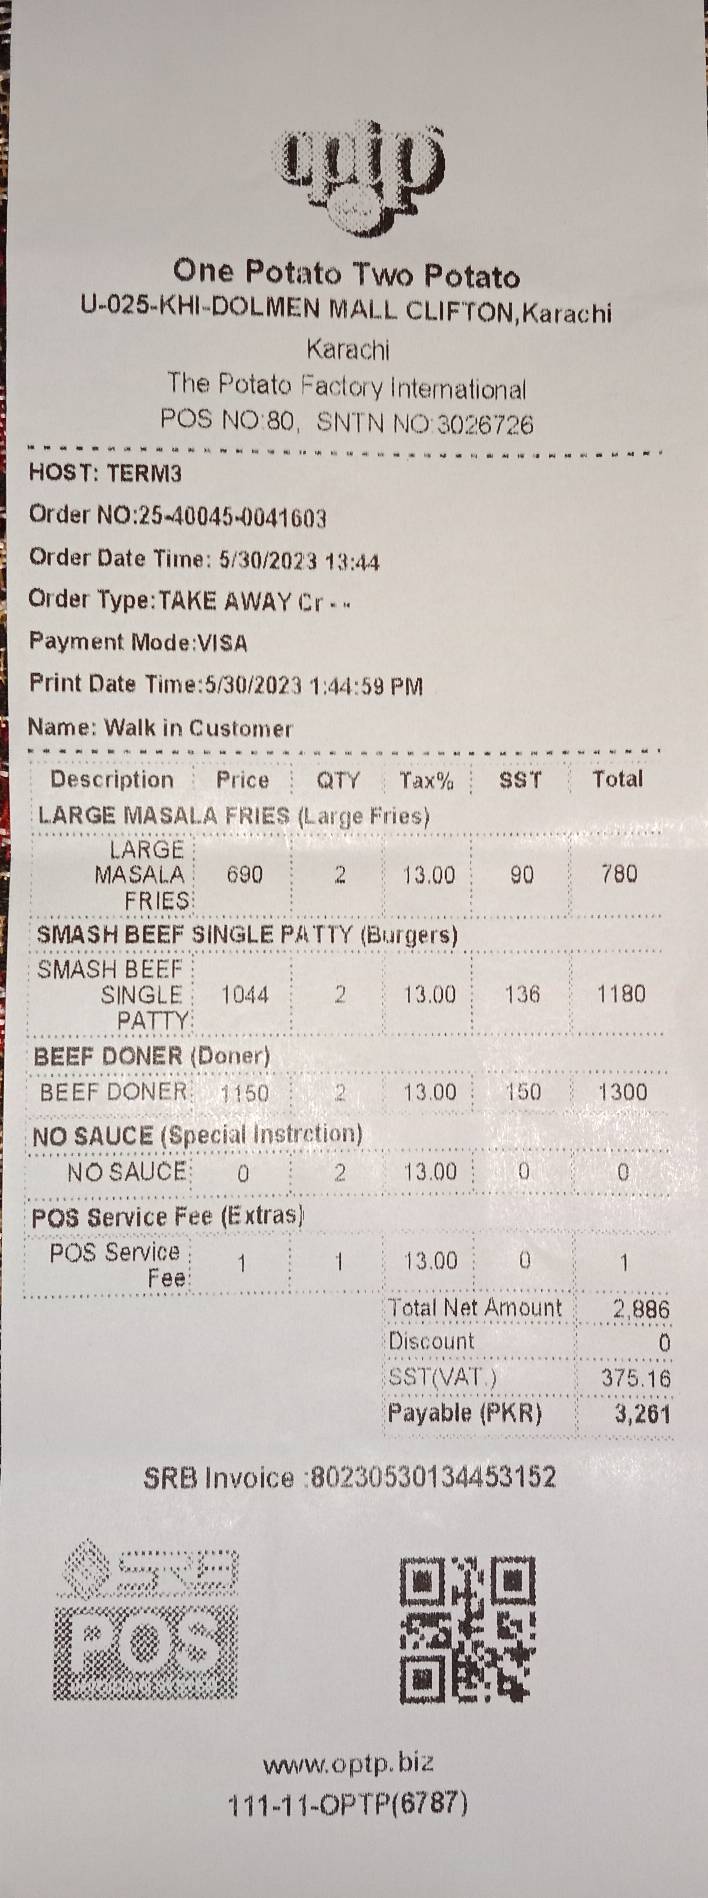 optp
One Potato Two Potato
U-025-KHI-DOLMEN MALL CLIFTON,Karachi
Karachi
The Potato Factory International
POS NO:80, SNTN NO:3026726
HOST: TERM3
Order NO:25-40045-0041603
Order Date Time: 5/30/2023 13:44
Order Type:TAKE AWAY Cr - --
Payment Mode:VISA
Print Date Time:5/30/2023 1:44:59 PM
Name: Walk in Customer
Description Price QTY Tax% SST Total
LARGE MASALA FRIES (Large Fries)
LARGE
MASALA 690 2 13.00 90 780
FRIES
SMASH BEEF SINGLE PATTY (Burgers)
SMASH BEEF
SINGLE 1044 2 13.00 136 1180
PATTY
BEEF DONER (Doner)
BEEF DONER 1150 2 13.00 150 1300
NO SAUCE (Special Instrction)
NO SAUCE 0 2 13.00 0 0
POS Service Fee (Extras)
POS Service
Fee 1 1 13.00 0 1
Total Net Amount 2,886
Discount 0
SST(VAT.) 375.16
Payable (PKR) 3,261
SRB Invoice :80230530134453152
SRB
POS
www.optp.biz
111-11-OPTP(6787)